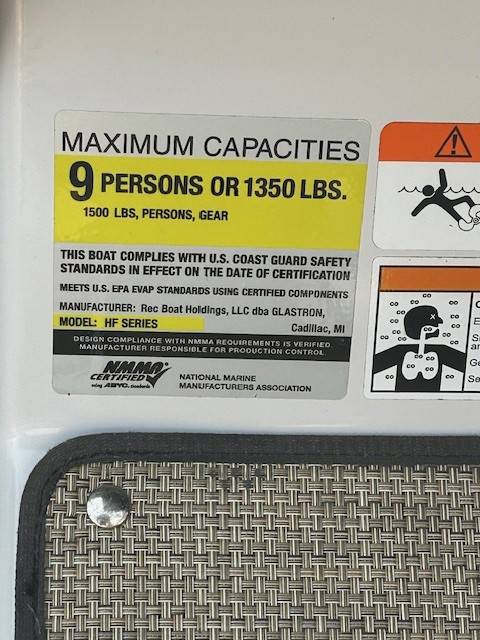 MAXIMUM CAPACITIES
9 PERSONS OR 1350 LBS.
1500 LBS, PERSONS, GEAR
THIS BOAT COMPLIES WITH U.S. COAST GUARD SAFETY
STANDARDS IN EFFECT ON THE DATE OF CERTIFICATION
MEETS U.S. EPA EVAP STANDARDS USING CERTIFIED COMPONENTS
MANUFACTURER: Rec Boat Holdings, LLC dba GLASTRON,
MODEL: HF SERIES Cadillac, MI
DESIGN COMPLIANCE WITH NMMA REQUIREMENTS IS VERIFIED.
MANUFACTURER RESPONSIBLE FOR PRODUCTION CONTROL
NMMA
CERTIFIED
using ABYC. standards
NATIONAL MARINE
MANUFACTURERS ASSOCIATION